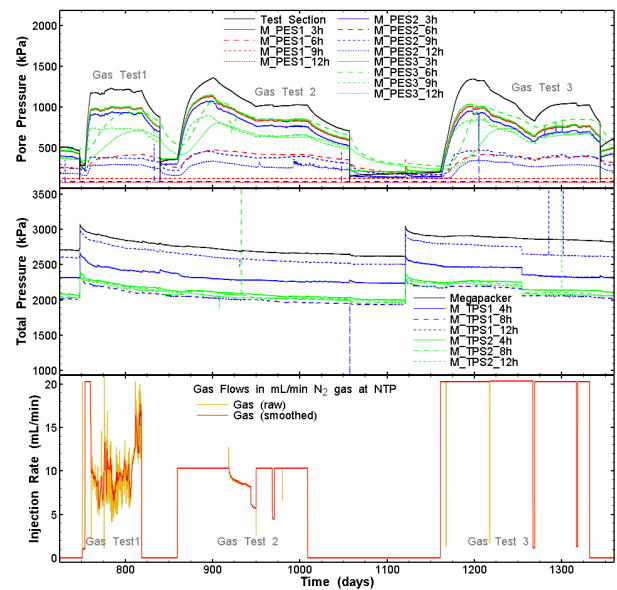 Pore Pressure (kPa)
2000
1500
1000
500
Test Section
M_PES1_3h
M_PES1_6h
M_PES1_9h
M_PES1_12h
M_PES2_3h
M_PES2_6h
M_PES2_9h
M_PES2_12h
M_PES3_3h
M_PES3_6h
M_PES3_9h
M_PES3_12h
Gas Test1
Gas Test 2
Gas Test 3
Total Pressure (kPa)
3500
3000
2500
2000
1500
1000
Megapacker
M_TPS1_4h
M_TPS1_8h
M_TPS1_12h
M_TPS2_4h
M_TPS2_8h
M_TPS2_12h
Injection Rate (mL/min)
20
15
10
5
0
Gas Flows in mL/min N2 gas at NTP
Gas (raw)
Gas (smoothed)
Gas Test1
Gas Test 2
Gas Test 3
800 900 1000 1100 1200 1300
Time (days)